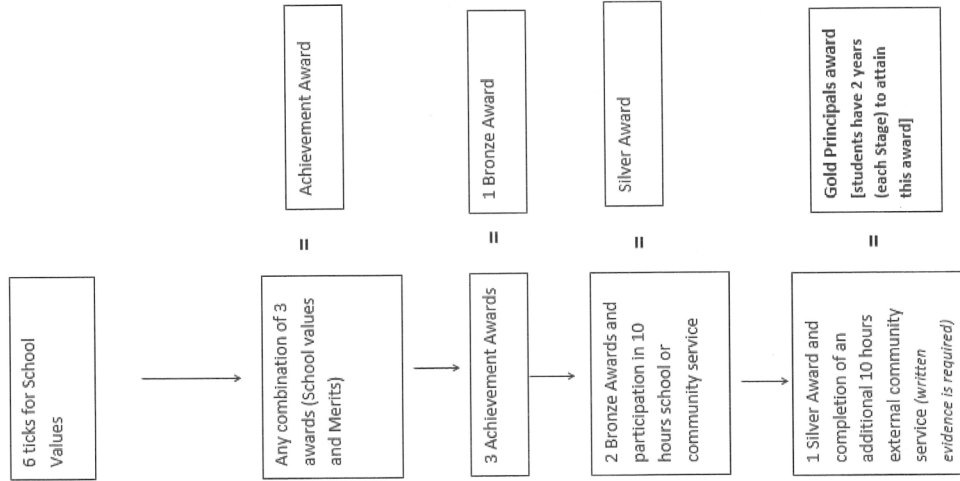 6 ticks for School
Values
Any combination of 3
awards (School values
and Merits)
=
Achievement Award
3 Achievement Awards
=
1 Bronze Award
2 Bronze Awards and
participation in 10
hours school or
community service
=
Silver Award
1 Silver Award and
completion of an
additional 10 hours
external community
service (written
evidence is required)
=
Gold Principals award
[students have 2 years
(each Stage) to attain
this award]